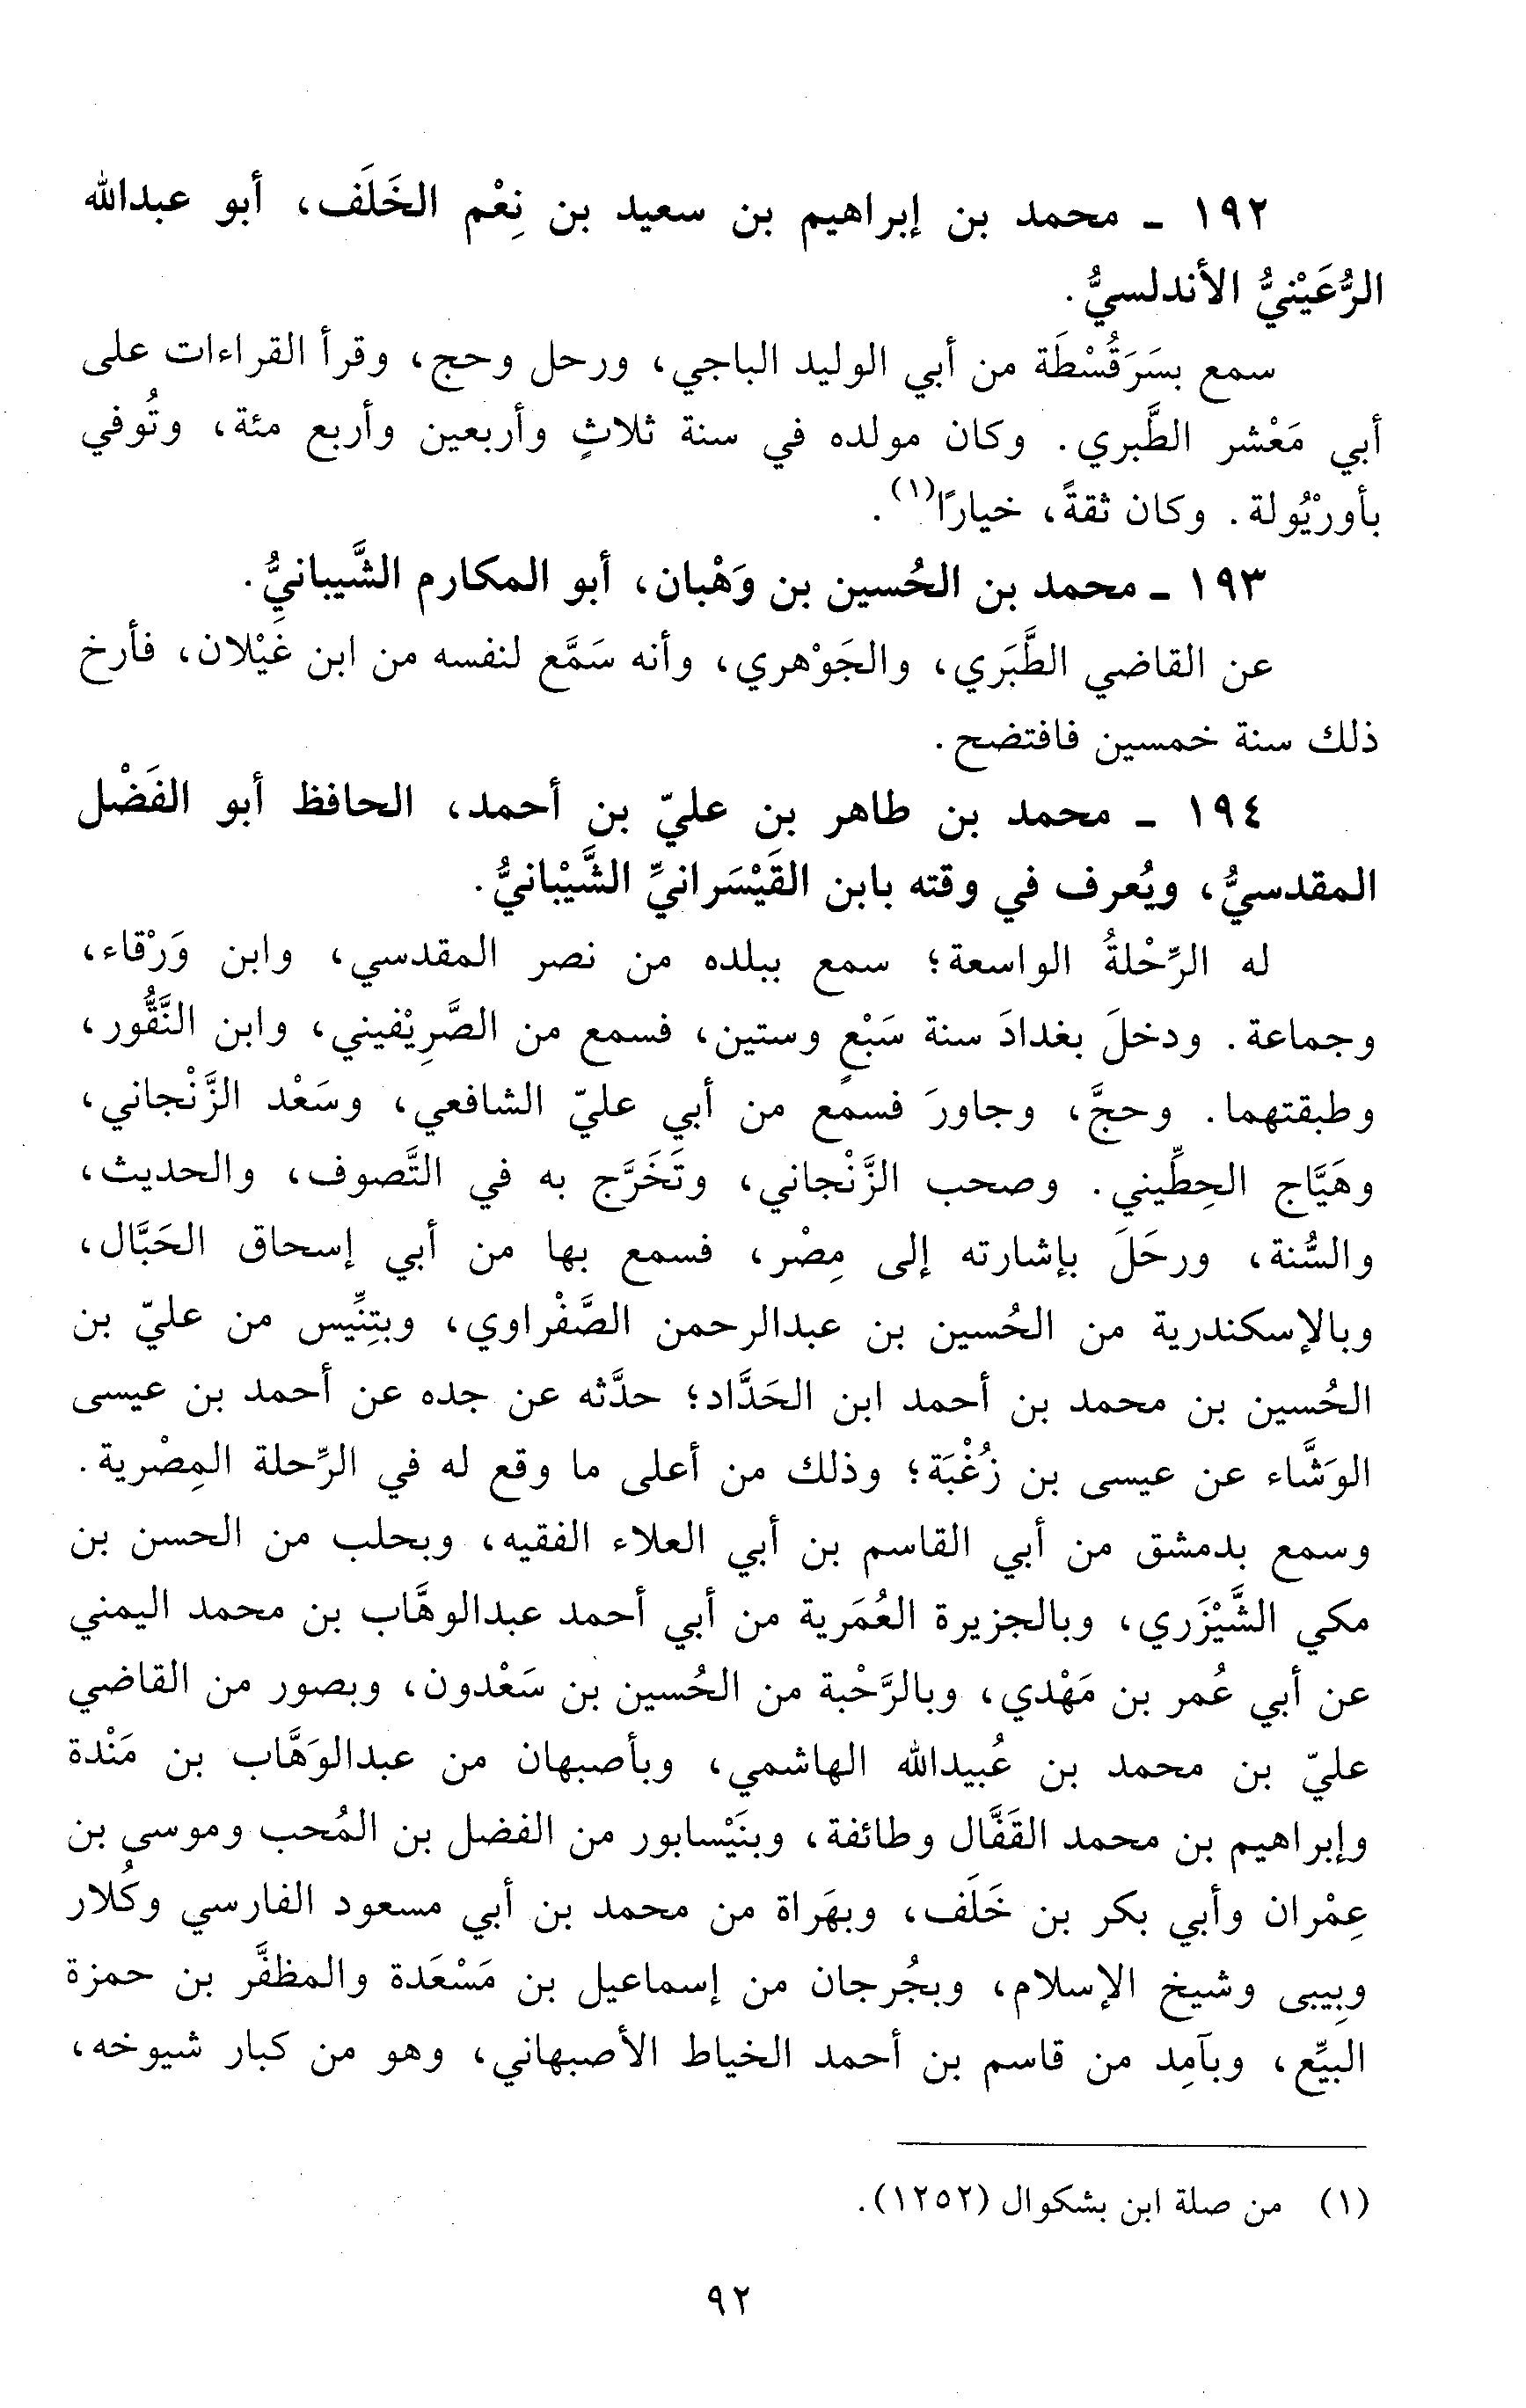 ١٩٢ ـ محمد بن إبراهيم بن سعيد بن نِعْم الخَلَف، أبو عبدالله
الرُّعَيْنيُّ الأندلسيُّ.
سمع بسَرَقُسْطَة من أبي الوليد الباجي، ورحل وحج، وقرأ القراءات على
أبي مَعْشر الطَّبري. وكان مولده في سنة ثلاثٍ وأربعين وأربع مئة، وتُوفي
بأورْيُولة. وكان ثقةً، خيارًا(١).
١٩٣ ـ محمد بن الحُسين بن وَهْبان، أبو المكارم الشَّيبانيُّ.
عن القاضي الطَّبَري، والجَوْهري، وأنه سَمَّع لنفسه من ابن غَيْلان، فأرخ
ذلك سنة خمسين فافتضح.
١٩٤ ـ محمد بن طاهر بن عليّ بن أحمد، الحافظ أبو الفَضْل
المقدسيُّ، ويُعرف في وقته بابن القَيْسَرانيِّ الشَّيْبانيُّ.
له الرِّحْلةُ الواسعة؛ سمع ببلده من نصر المقدسي، وابن وَرْقاء،
وجماعة. ودخلَ بغدادَ سنة سَبْعٍ وستين، فسمع من الصَّرِيْفيني، وابن النَّقُّور،
وطبقتهما. وحجَّ، وجاورَ فسمع من أبي عليّ الشافعي، وسَعْد الزَّنْجاني،
وهَيَّاج الحِطِّيني. وصحب الزَّنْجاني، وتَخَرَّج به في التَّصوف، والحديث،
والسُّنة، ورحَلَ بإشارته إلى مِصْر، فسمع بها من أبي إسحاق الحَبَّال،
وبالإسكندرية من الحُسين بن عبدالرحمن الصَّفْراوي، وبتِنِّيس من عليّ بن
الحُسين بن محمد بن أحمد ابن الحَدَّاد؛ حدَّثه عن جده عن أحمد بن عيسى
الوَشَّاء عن عيسى بن زُغْبَة؛ وذلك من أعلى ما وقع له في الرِّحلة المِصْرية.
وسمع بدمشق من أبي القاسم بن أبي العلاء الفقيه، وبحلب من الحسن بن
مكي الشَّيْزَري، وبالجزيرة العُمَرية من أبي أحمد عبدالوهَّاب بن محمد اليمني
عن أبي عُمر بن مَهْدي، وبالرَّحْبة من الحُسين بن سَعْدون، وبصور من القاضي
عليّ بن محمد بن عُبيدالله الهاشمي، وبأصبهان من عبدالوَهَّاب بن مَنْدة
وإبراهيم بن محمد القَفَّال وطائفة، وبنَيْسابور من الفضل بن المُحب وموسى بن
عِمْران وأبي بكر بن خَلَف، وبهَراة من محمد بن أبي مسعود الفارسي وكُلار
وبِيبى وشيخ الإسلام، وبجُرجان من إسماعيل بن مَسْعَدة والمظفَّر بن حمزة
البيِّع، وبآمِد من قاسم بن أحمد الخياط الأصبهاني، وهو من كبار شيوخه،
(١) من صلة ابن بشكوال (١٢٥٢).
٩٢